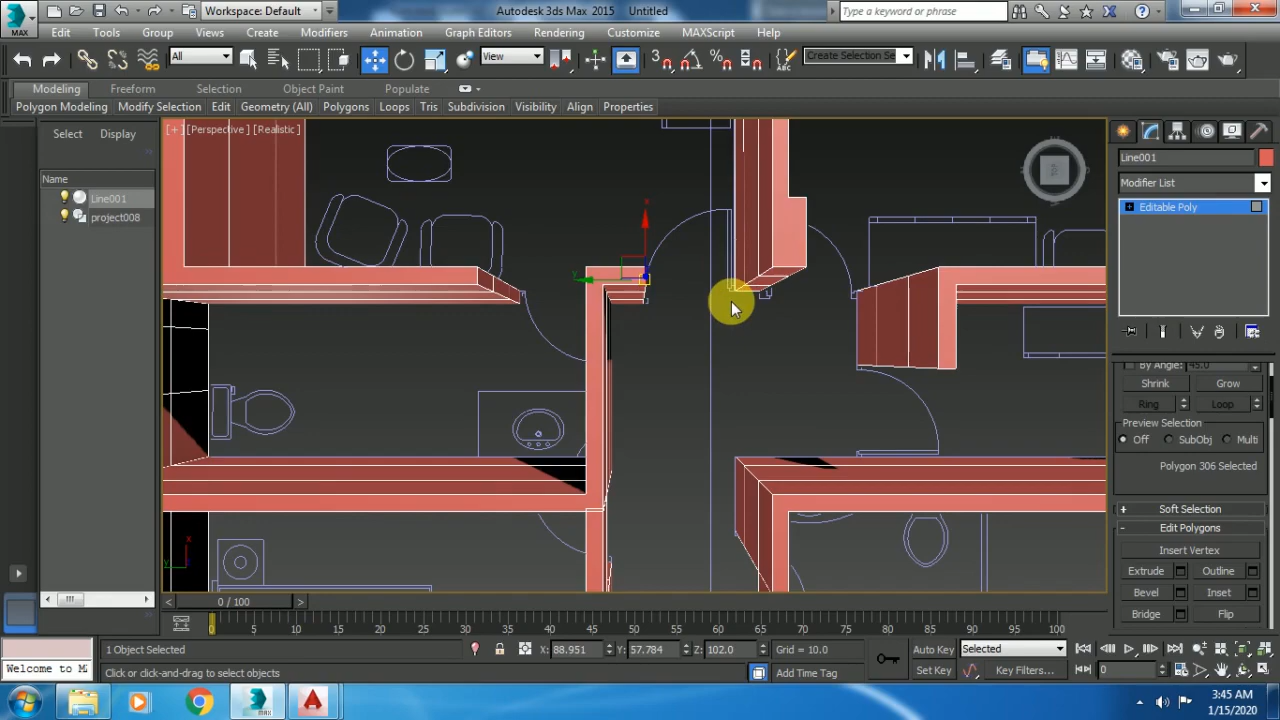 MAX
Workspace: Default
Autodesk 3ds Max 2015 Untitled
Type a keyword or phrase
Edit Tools Group Views Create Modifiers Animation Graph Editors Rendering Customize MAXScript Help
All
View
Create Selection Se
Modeling Freeform Selection Object Paint Populate
Polygon Modeling Modify Selection Edit Geometry (All) Polygons Loops Tris Subdivision Visibility Align Properties
Select Display
[+] [Perspective] [Realistic]
Name
Line001
project008
Line001
Modifier List
Editable Poly
By Angle: 45.0
Shrink Grow
Ring Loop
Preview Selection
Off SubObj Multi
Polygon 306 Selected
+ Soft Selection
- Edit Polygons
Insert Vertex
Extrude Outline
Bevel Inset
Bridge Flip
x
y
x
y
0 / 100
0 5 10 15 20 25 30 35 40 45 50 55 60 65 70 75 80 85 90 95 100
1 Object Selected
X: 88.951 Y: 57.784 Z: 102.0 Grid = 10.0
Auto Key Selected
Welcome to M
Click or click-and-drag to select objects
Add Time Tag
Set Key Key Filters...
0
3:45 AM
1/15/2020